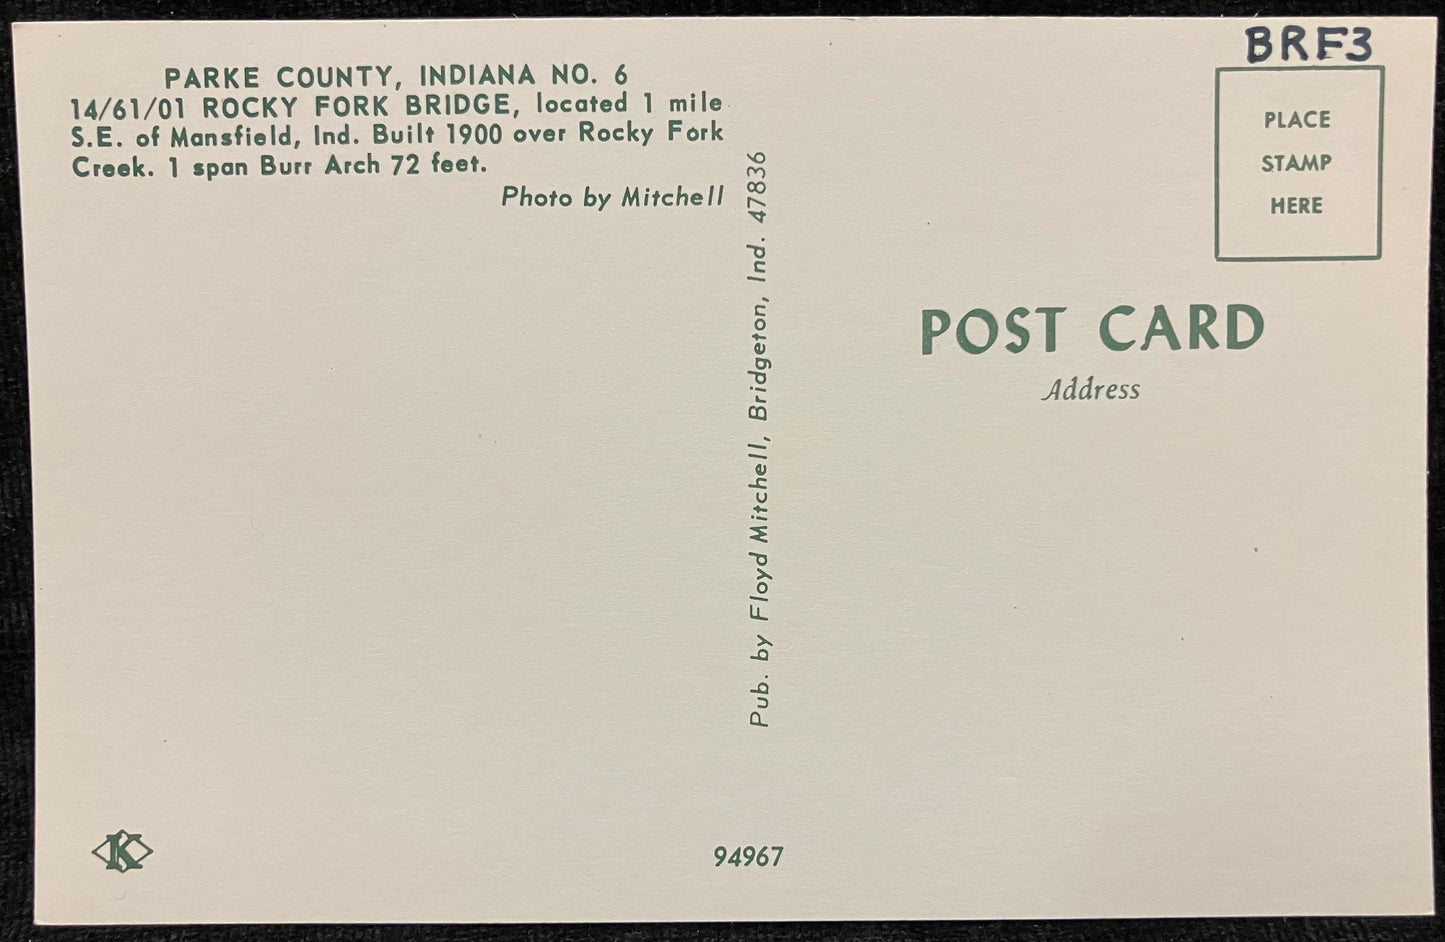 PARKE COUNTY, INDIANA NO. 6
14/61/01 ROCKY FORK BRIDGE, located 1 mile
S.E. of Mansfield, Ind. Built 1900 over Rocky Fork
Creek. 1 span Burr Arch 72 feet.
Photo by Mitchell
Pub. by Floyd Mitchell, Bridgeton, Ind. 47836
BRF3
PLACE
STAMP
HERE
POST CARD
Address
K
94967